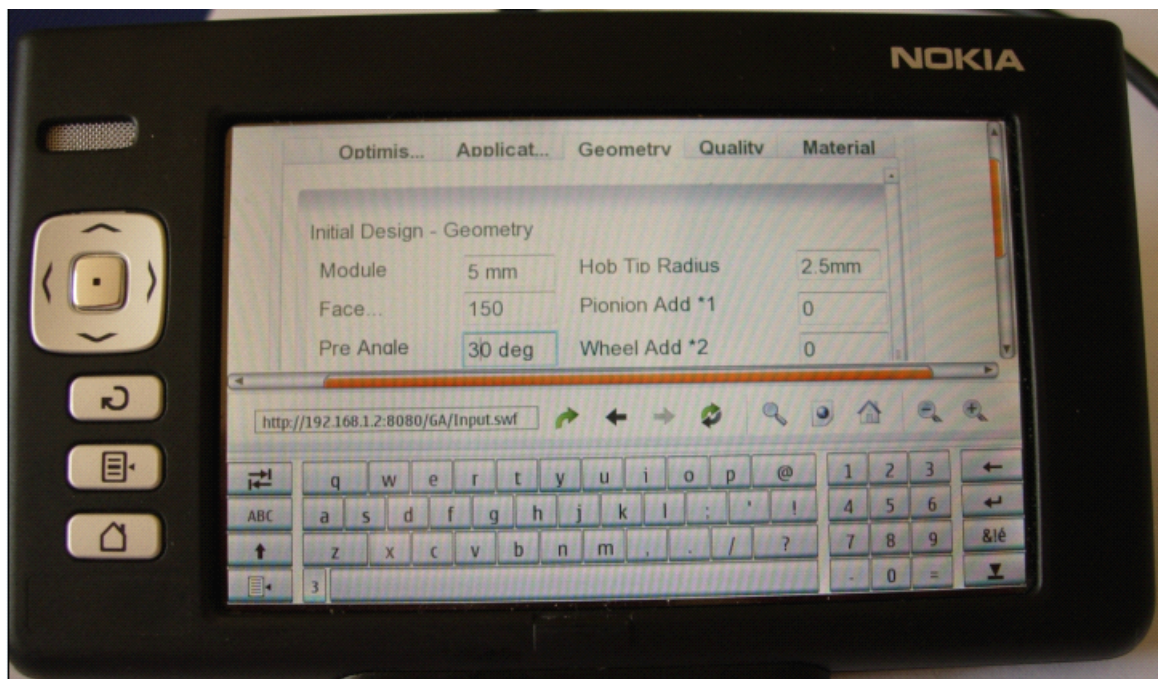 NOKIA
Optimis... Applicat... Geometry Quality Material
Initial Design - Geometry
Module 5 mm Hob Tip Radius 2.5mm
Face... 150 Pionion Add *1 0
Pre Angle 30 deg Wheel Add *2 0
http://192.168.1.2:8080/GA/Input.swf
q w e r t y u i o p @ 1 2 3
ABC a s d f g h j k l ; ' ! 4 5 6
z x c v b n m , . / ? 7 8 9 &!é
3 - 0 =